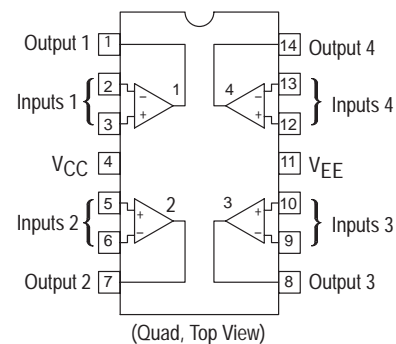 Output 1 1 14 Output 4
Inputs 1 { 2 − 1 4 − 13 } Inputs 4
3 + + 12
VCC 4 11 VEE
Inputs 2 { 5 + 2 3 + 10 } Inputs 3
6 − − 9
Output 2 7 8 Output 3
(Quad, Top View)